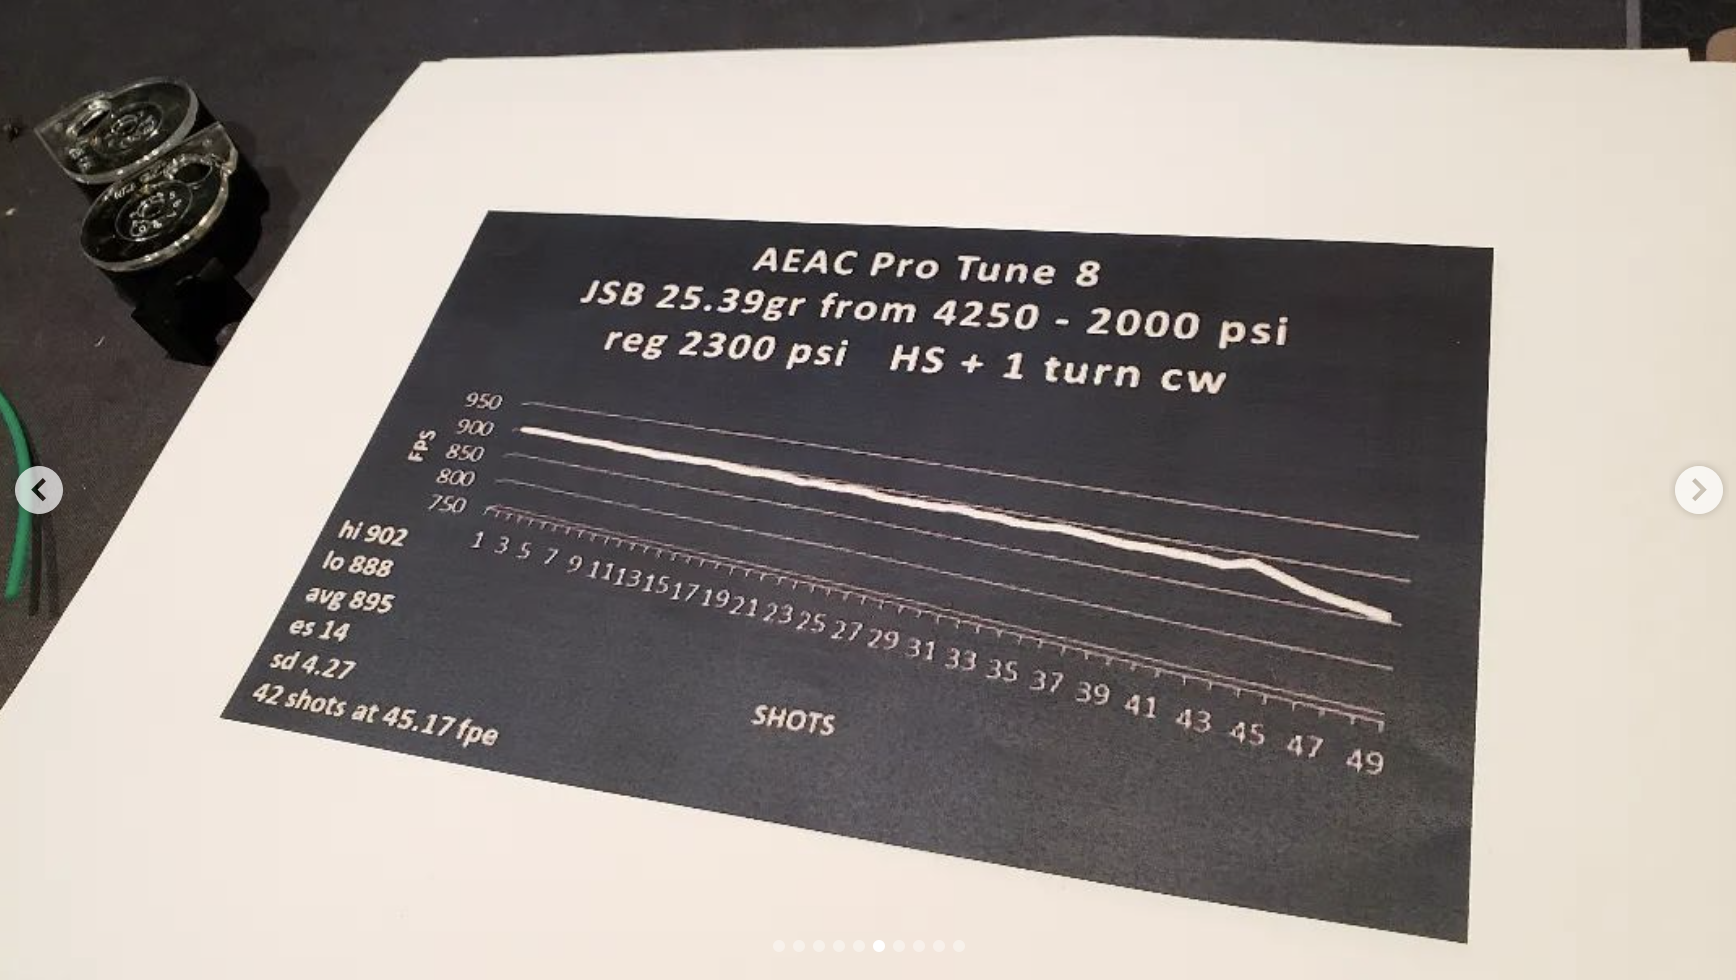 AEAC Pro Tune 8
JSB 25.39gr from 4250 - 2000 psi
reg 2300 psi HS + 1 turn cw
950
900
850
800
750
FPS
1 3 5 7 9 11 13 15 17 19 21 23 25 27 29 31 33 35 37 39 41 43 45 47 49
SHOTS
hi 902
lo 888
avg 895
es 14
sd 4.27
42 shots at 45.17 fpe